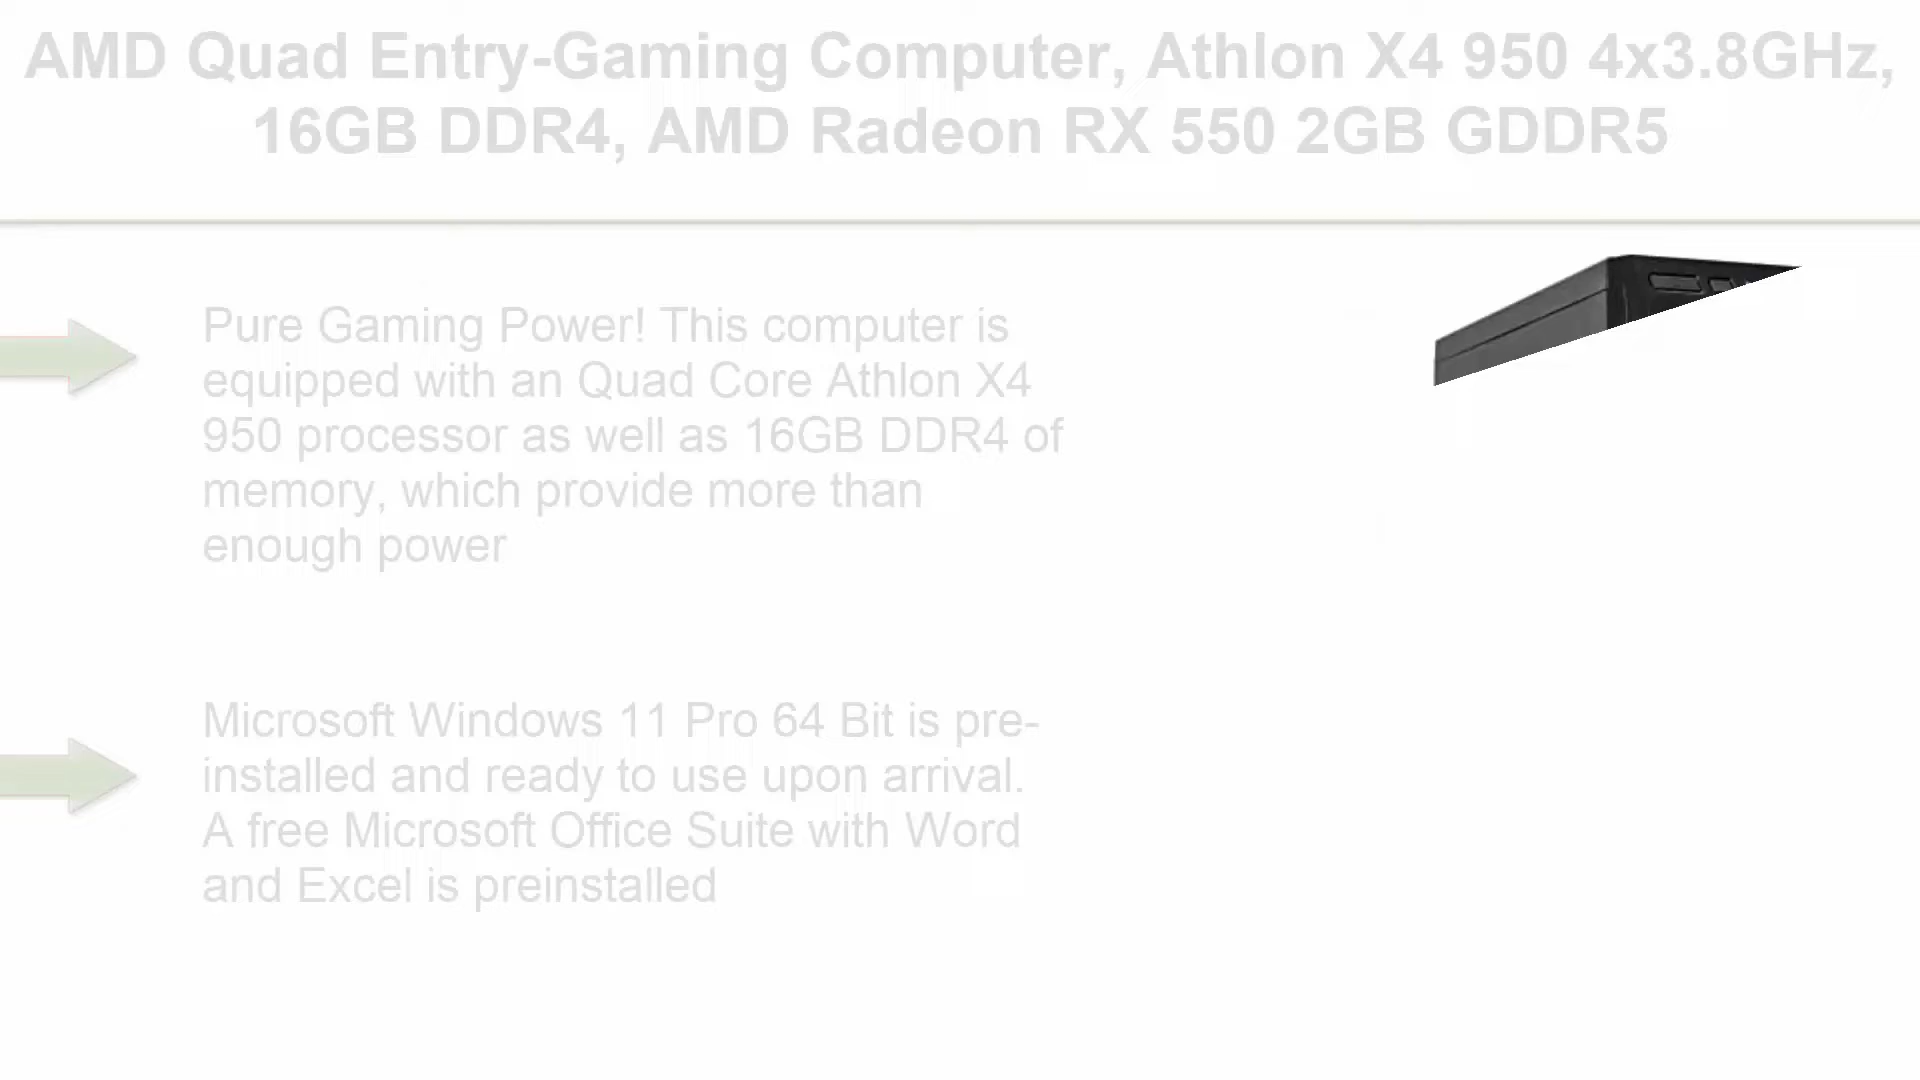 AMD Quad Entry-Gaming Computer, Athlon X4 950 4x3.8GHz,
16GB DDR4, AMD Radeon RX 550 2GB GDDR5
Pure Gaming Power! This computer is
equipped with an Quad Core Athlon X4
950 processor as well as 16GB DDR4 of
memory, which provide more than
enough power
Microsoft Windows 11 Pro 64 Bit is pre-
installed and ready to use upon arrival.
A free Microsoft Office Suite with Word
and Excel is preinstalled